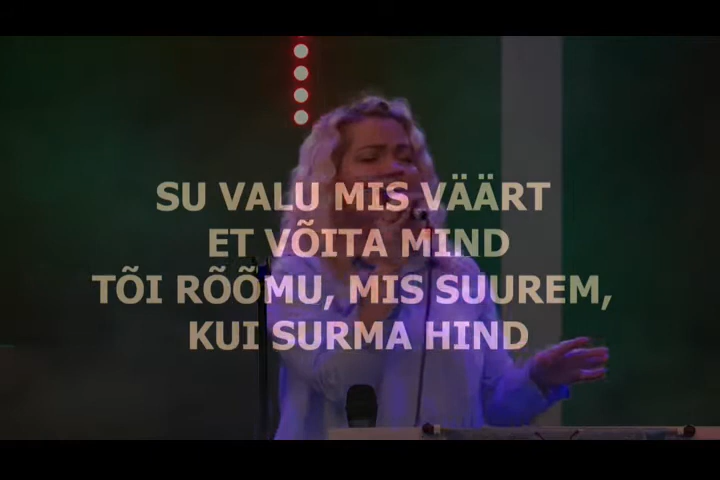 SU VALU MIS VÄÄRT
ET VÕITA MIND
TÕI RÕÕMU, MIS SUUREM,
KUI SURMA HIND